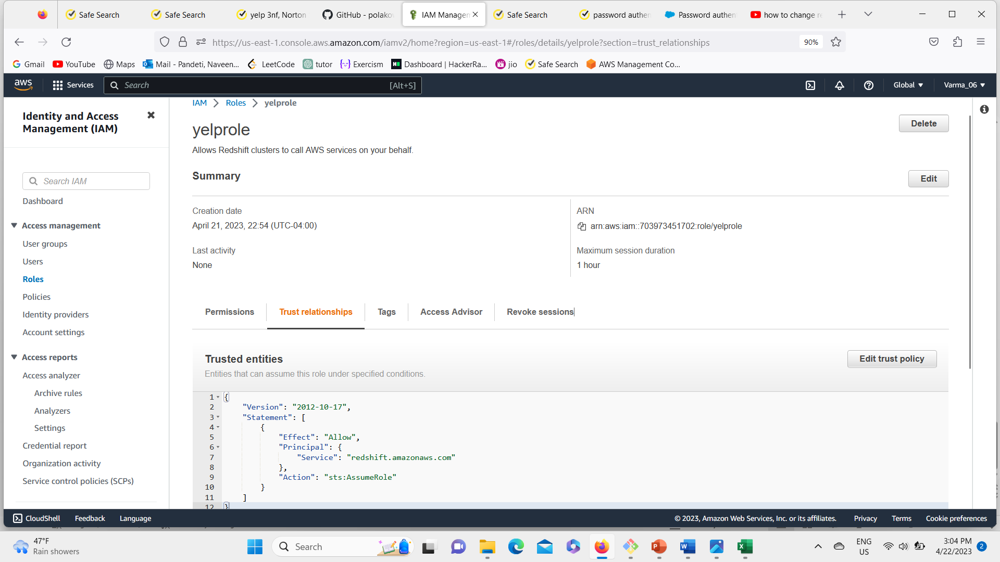 Safe Search
Safe Search
yelp 3nf, Norton
GitHub - polako
IAM Managen
Safe Search
password authen
Password authen
how to change re
https://us-east-1.console.aws.amazon.com/iamv2/home?region=us-east-1#/roles/details/yelprole?section=trust_relationships
90%
Gmail
YouTube
Maps
Mail - Pandeti, Naveen...
LeetCode
tutor
Exercism
Dashboard | HackerRa...
jio
Safe Search
AWS Management Co...
aws
Services
Search
[Alt+S]
Global
Varma_06
Identity and Access
Management (IAM)
Search IAM
Dashboard
Access management
User groups
Users
Roles
Policies
Identity providers
Account settings
Access reports
Access analyzer
Archive rules
Analyzers
Settings
Credential report
Organization activity
Service control policies (SCPs)
IAM > Roles > yelprole
yelprole
Delete
Allows Redshift clusters to call AWS services on your behalf.
Summary
Edit
Creation date
April 21, 2023, 22:54 (UTC-04:00)
ARN
arn:aws:iam::703973451702:role/yelprole
Last activity
None
Maximum session duration
1 hour
Permissions
Trust relationships
Tags
Access Advisor
Revoke sessions
Trusted entities
Edit trust policy
Entities that can assume this role under specified conditions.
1 {
2 "Version": "2012-10-17",
3 "Statement": [
4 {
5 "Effect": "Allow",
6 "Principal": {
7 "Service": "redshift.amazonaws.com"
8 },
9 "Action": "sts:AssumeRole"
10 }
11 ]
12 }
CloudShell
Feedback
Language
© 2023, Amazon Web Services, Inc. or its affiliates.
Privacy
Terms
Cookie preferences
47°F
Rain showers
Search
ENG
US
3:04 PM
4/22/2023
2